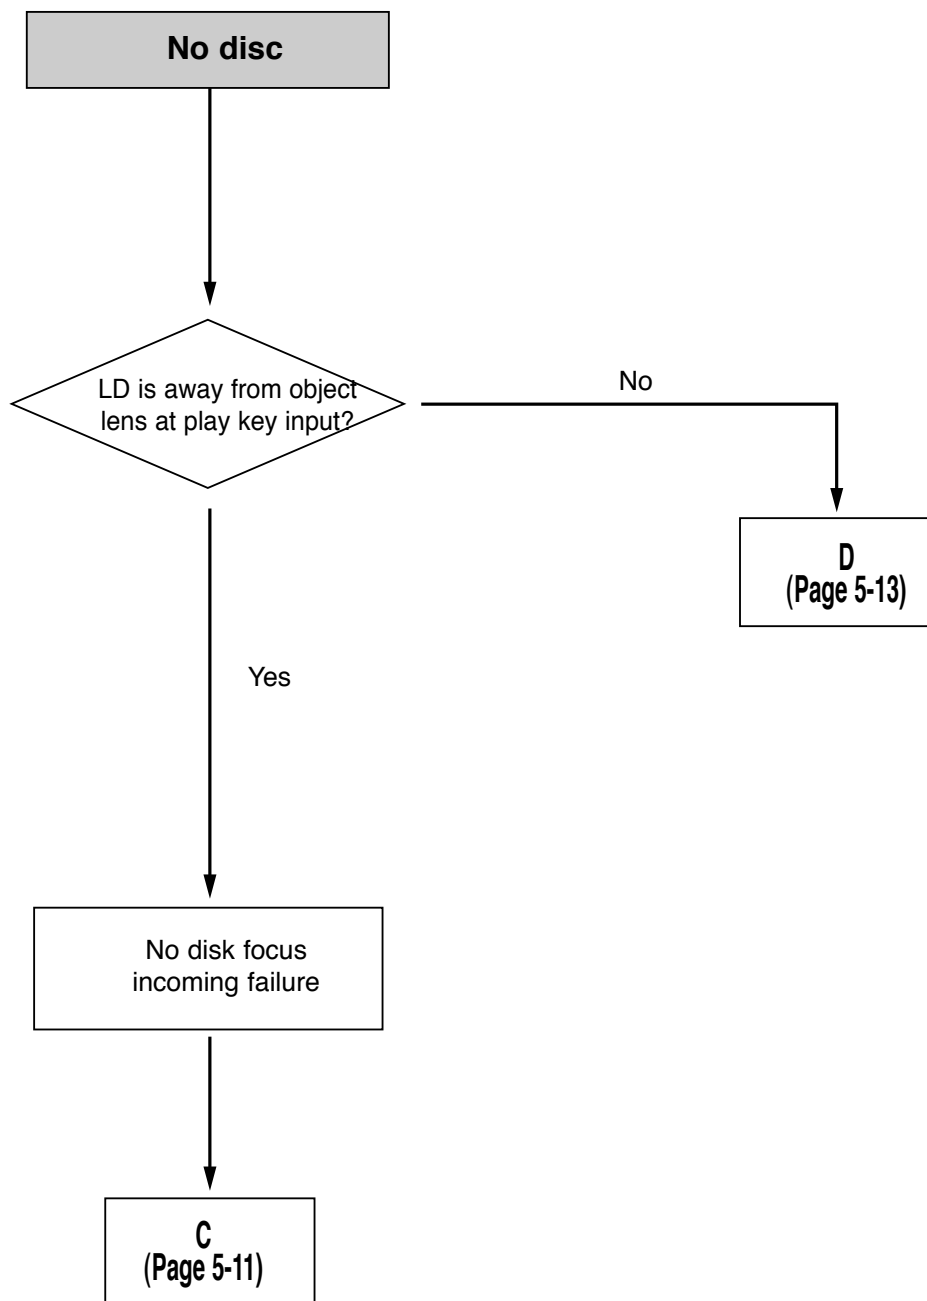 No disc
LD is away from object
lens at play key input?
No
D
(Page 5-13)
Yes
No disk focus
incoming failure
C
(Page 5-11)